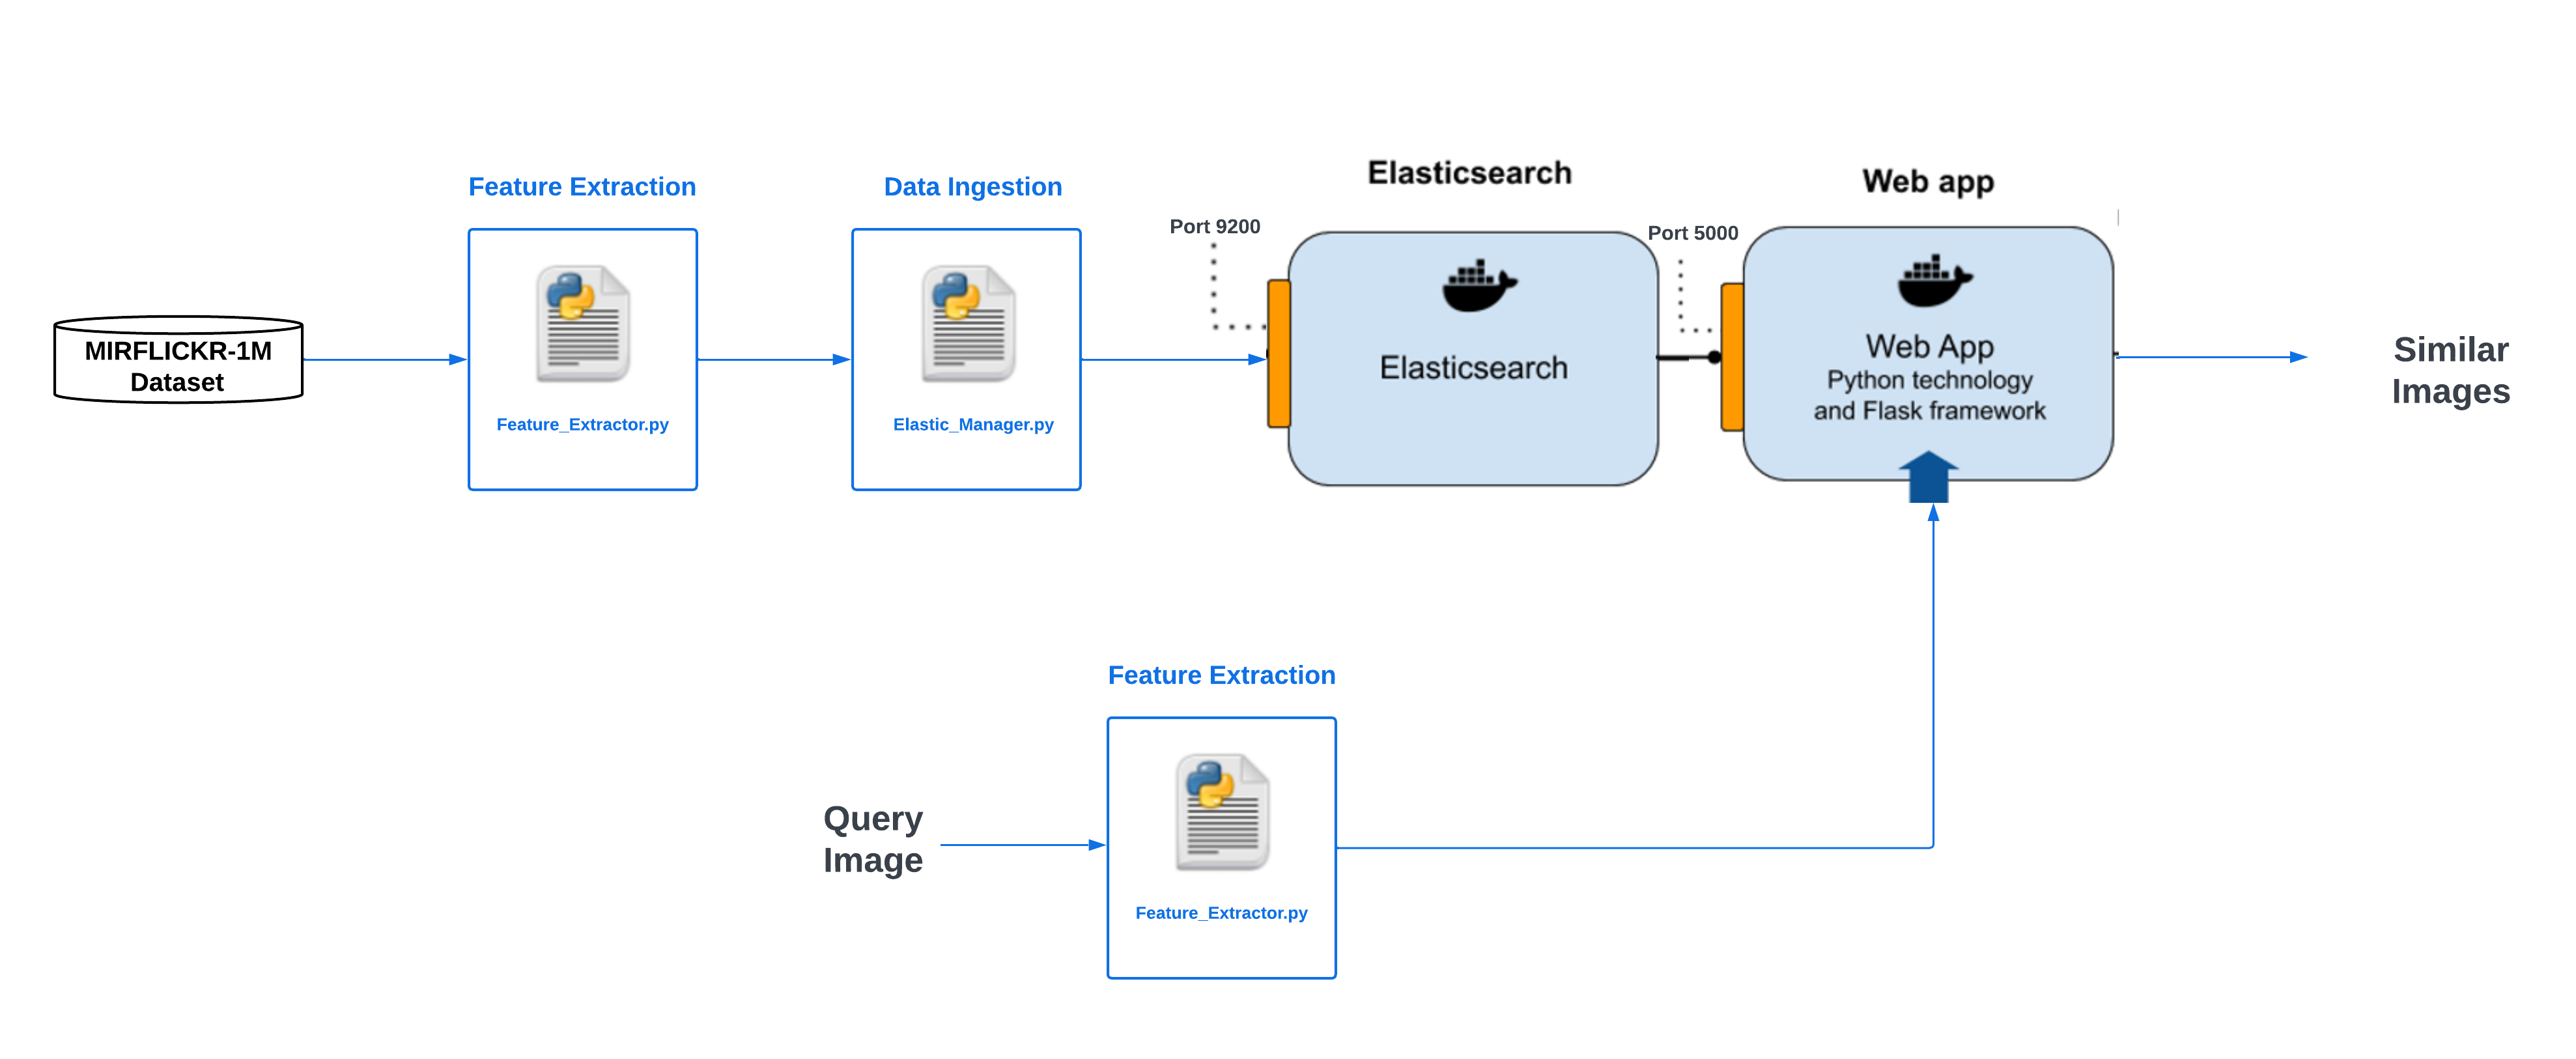 Elasticsearch
Web app
Feature Extraction
Data Ingestion
Port 9200
Port 5000
MIRFLICKR-1M
Dataset
Feature_Extractor.py
Elastic_Manager.py
Elasticsearch
Web App
Python technology
and Flask framework
Similar
Images
Feature Extraction
Query
Image
Feature_Extractor.py